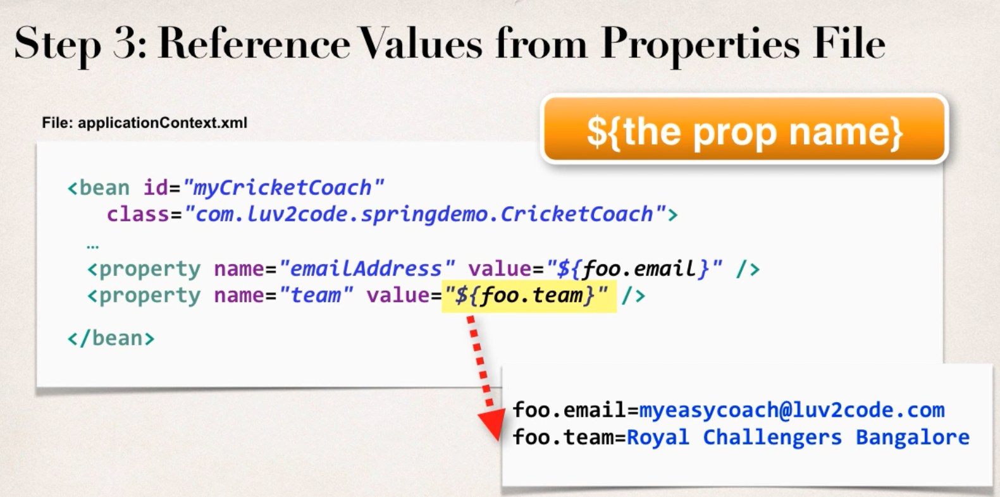 Step 3: Reference Values from Properties File
${the prop name}
File: applicationContext.xml
<bean id="myCricketCoach"
class="com.luv2code.springdemo.CricketCoach">
…
<property name="emailAddress" value="${foo.email}" />
<property name="team" value="${foo.team}" />
</bean>
foo.email=myeasycoach@luv2code.com
foo.team=Royal Challengers Bangalore